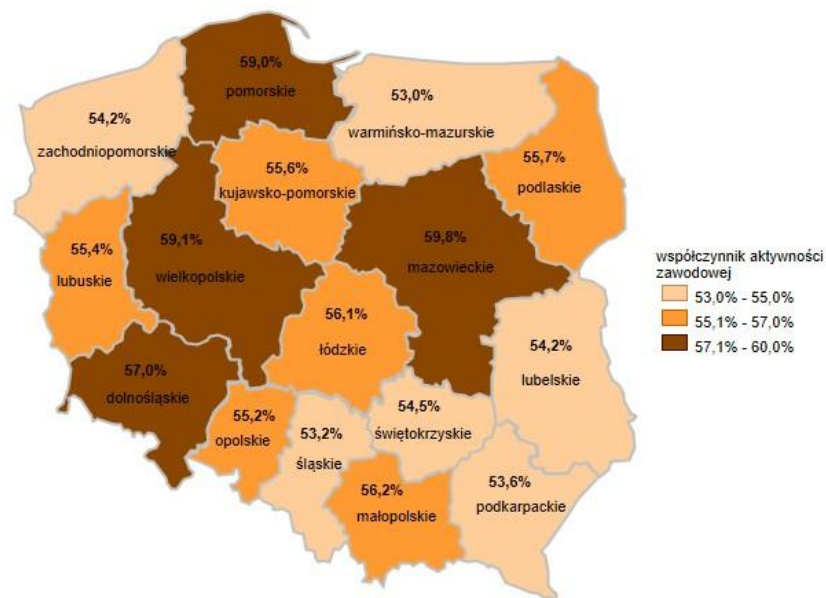 59,0%
pomorskie
54,2%
zachodniopomorskie
53,0%
warmińsko-mazurskie
55,6%
kujawsko-pomorskie
55,7%
podlaskie
59,1%
wielkopolskie
59,8%
mazowieckie
55,4%
lubuskie
56,1%
łódzkie
57,0%
dolnośląskie
54,2%
lubelskie
55,2%
opolskie
53,2%
śląskie
54,5%
świętokrzyskie
56,2%
małopolskie
53,6%
podkarpackie
współczynnik aktywności
zawodowej
53,0% - 55,0%
55,1% - 57,0%
57,1% - 60,0%